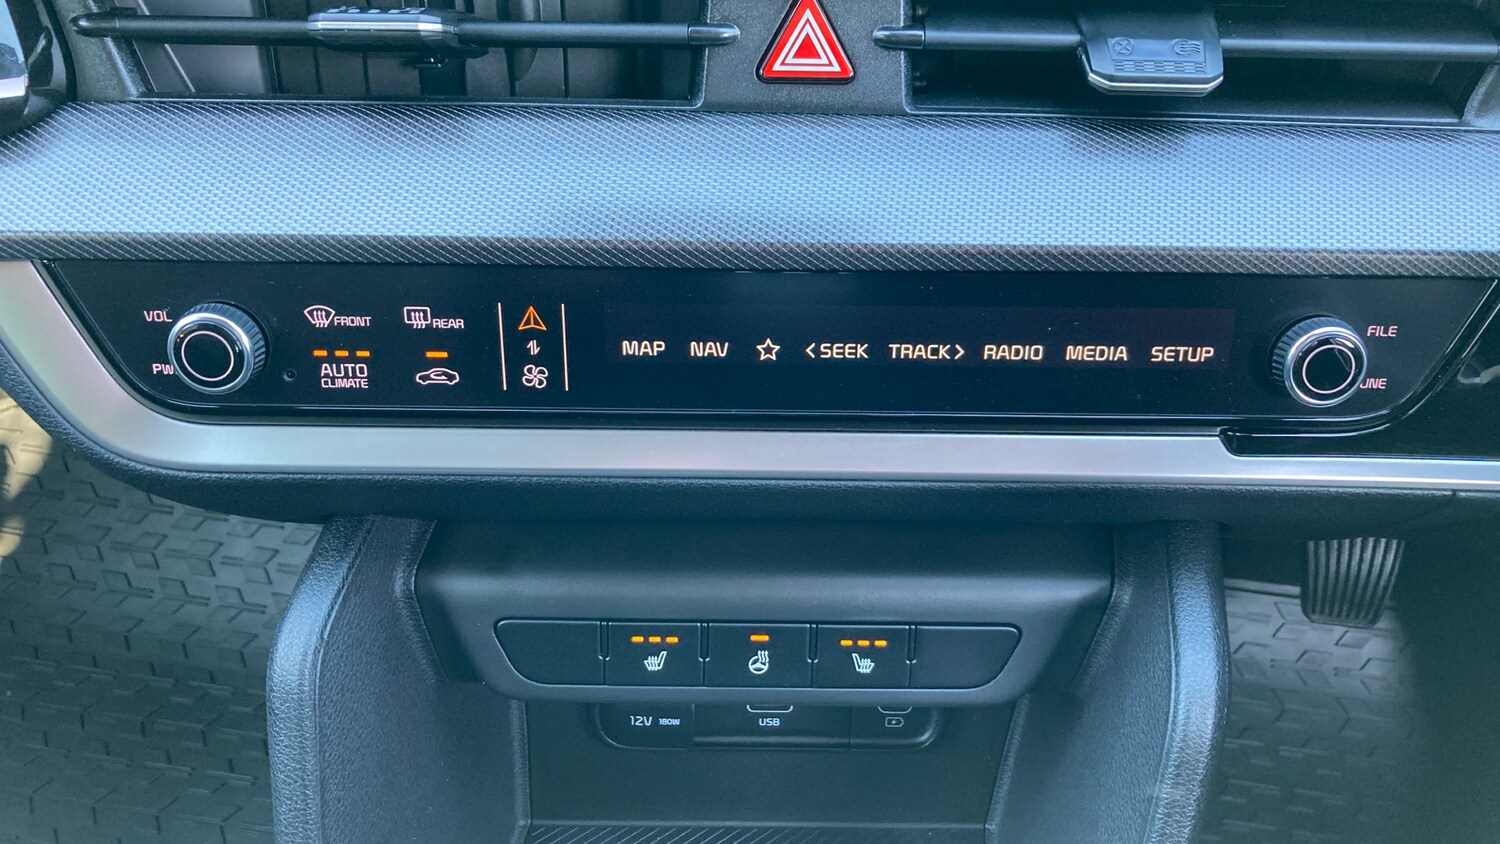 VOL
PW
FRONT
REAR
AUTO
CLIMATE
MAP NAV ☆ < SEEK TRACK > RADIO MEDIA SETUP
FILE
UNE
12V 180W
USB